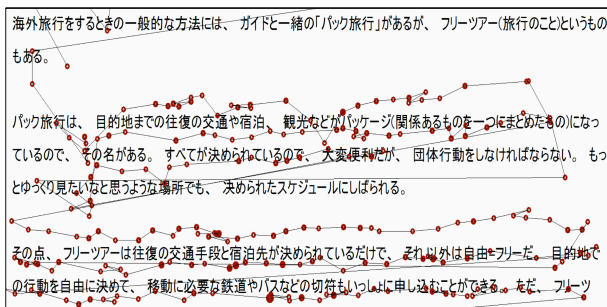 海外旅行をするときの一般的な方法には、 ガイドと一緒の「パック旅行」があるが、 フリーツアー(旅行のこと)というもの
もある。
パック旅行は、 目的地までの往復の交通や宿泊、 観光などがパッケージ(関係あるものを一つにまとめたもの)になっ
ているので、 その名がある。 すべてが決められているので、 大変便利だが、 団体行動をしなければならない。 もっ
とゆっくり見たいなと思うような場所でも、 決められたスケジュールにしばられる。
その点、 フリーツアーは往復の交通手段と宿泊先が決められているだけで、 それ以外は自由=フリーだ。 目的地で
の行動を自由に決めて、 移動に必要な鉄道やバスなどの切符もいっしょに申し込むことができる。 ただ、 フリーツ